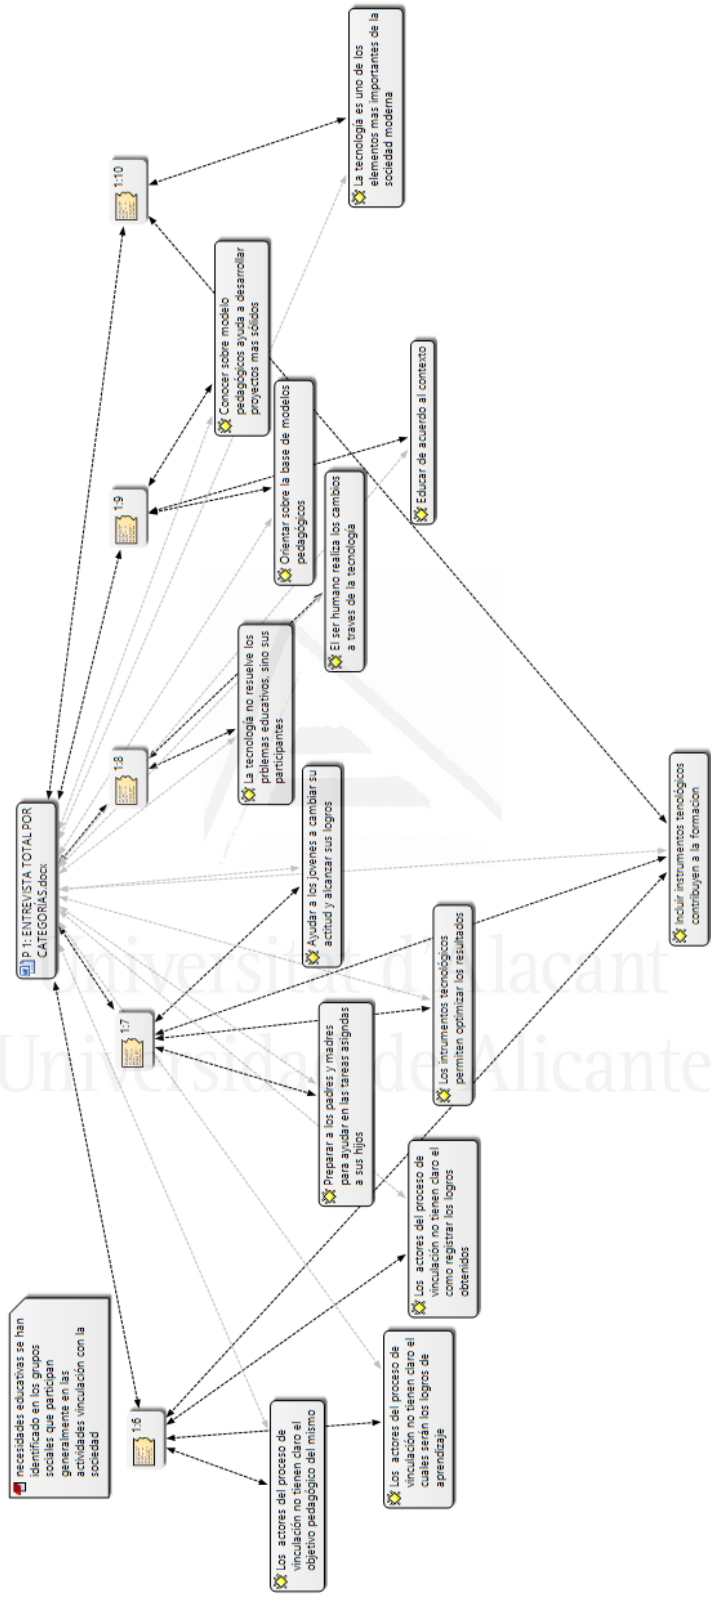 necesidades educativas se han
identificado en los grupos
sociales que participan
generalmente en las
actividades vinculación con la
sociedad
P 1: ENTREVISTA TOTAL POR
CATEGORIAS.docx
1:6
1:7
1:8
1:9
1:10
Los actores del proceso de
vinculación no tienen claro el
objetivo pedagógico del mismo
Los actores del proceso de
vinculación no tienen claro el
cuales serán los logros de
aprendizaje
Los actores del proceso de
vinculación no tienen claro el
como registrar los logros
obtenidos
Preparar a los padres y madres
para ayudar en las tareas asigndas
a sus hijos
Los intrumentos tecnológicos
permiten optimizar los resultados
Ayudar a los jovenes a cambiar su
actitud y alcanzar sus logros
La tecnología no resuelve los
prblemas educativos, sino sus
participantes
El ser humano realiza los cambios
a traves de la tecnología
Orientar sobre la base de modelos
pedagógicos
Conocer sobre modelo
pedagógicos ayuda a desarrollar
proyectos mas sólidos
Educar de acuerdo al contexto
La tecnología es uno de los
elementos mas importantes de la
sociedad moderna
Incluir instrumentos tenológicos
contribuyen a la formacion
Universitat d'Alacant
Universidad de Alicante